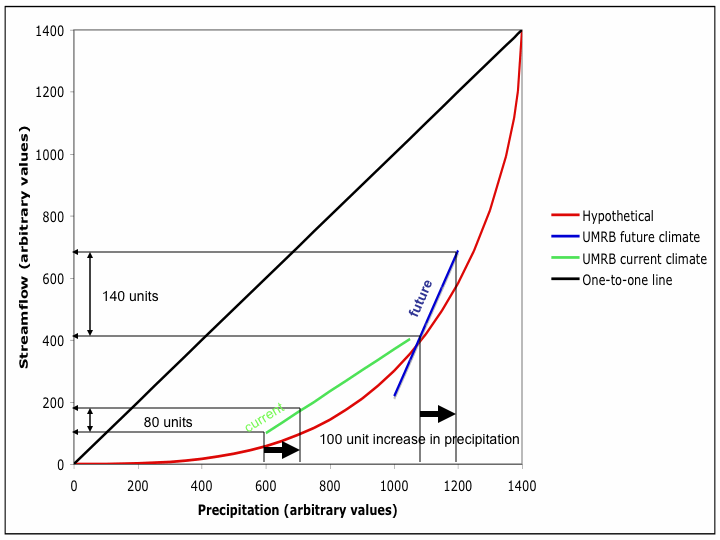 1400
1200
1000
800
600
400
200
0
Streamflow (arbitrary values)
140 units
80 units
current
future
100 unit increase in precipitation
0 200 400 600 800 1000 1200 1400
Precipitation (arbitrary values)
Hypothetical
UMRB future climate
UMRB current climate
One-to-one line